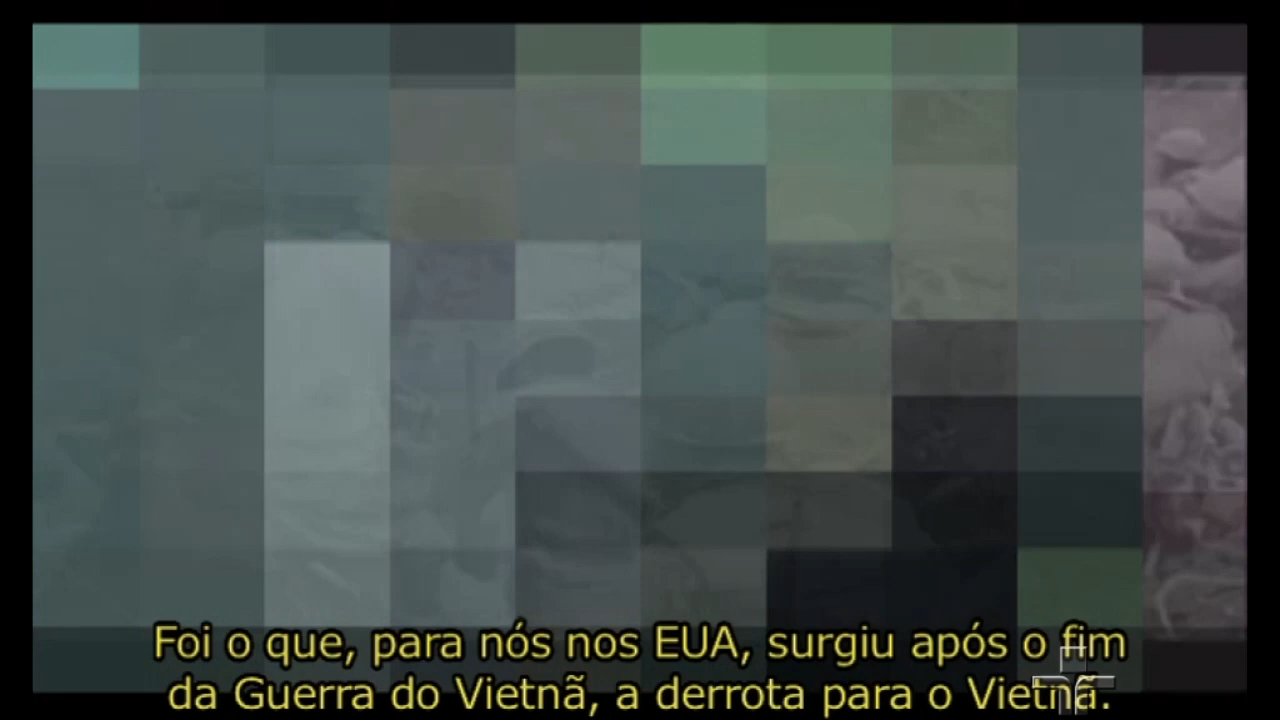 Foi o que, para nós nos EUA, surgiu após o fim
da Guerra do Vietnã, a derrota para o Vietnã.